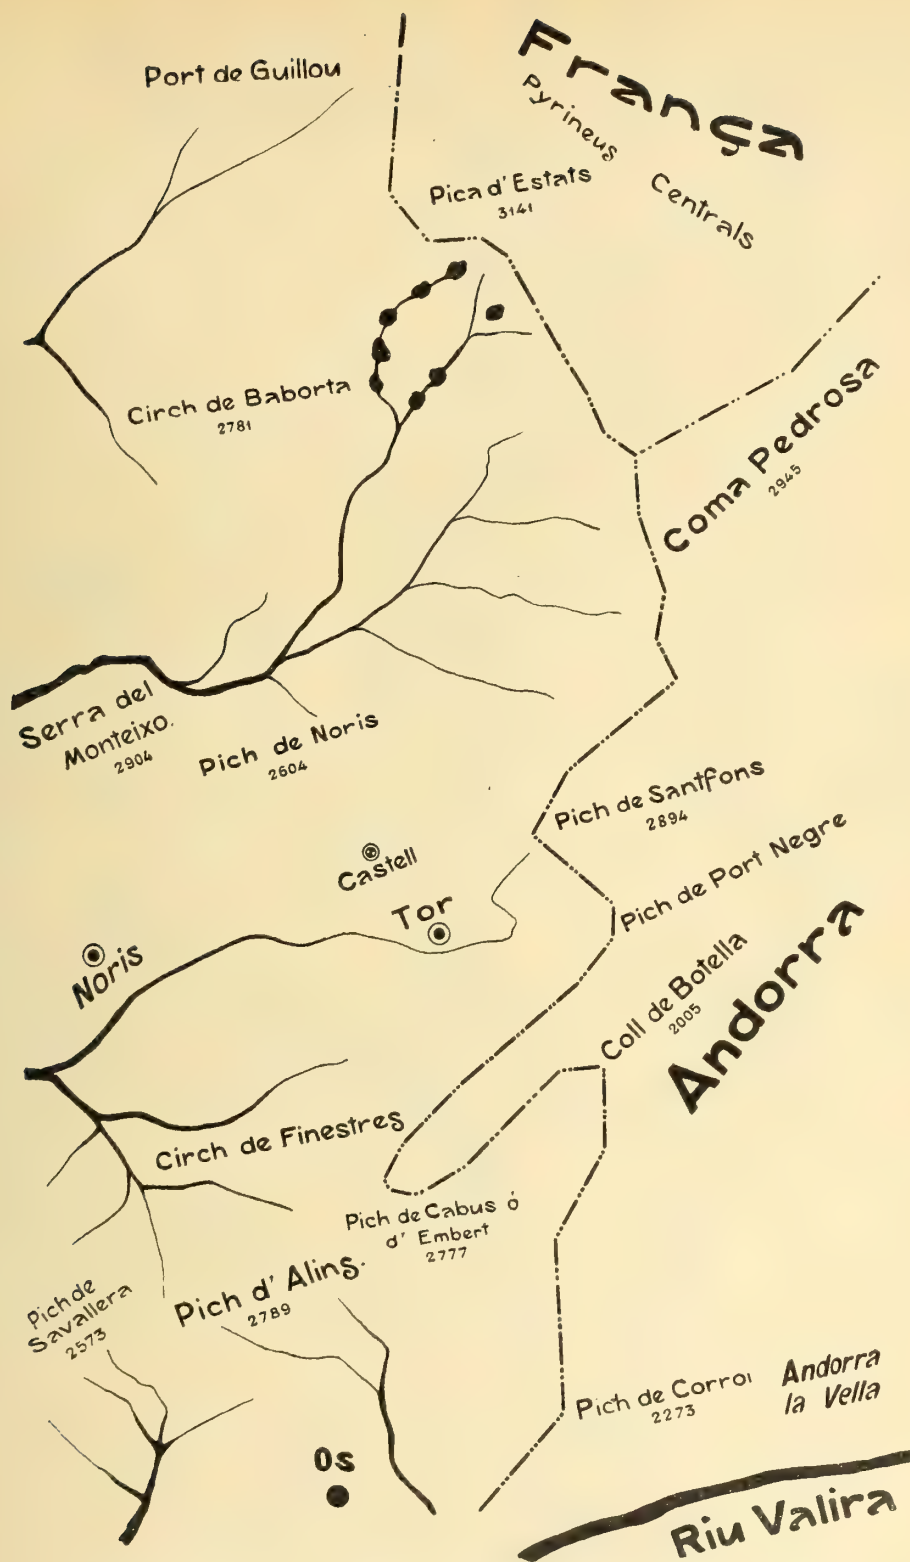 França
Port de Guillou
Pyrineus
Centrals
Pica d'Estats
3141
Circh de Baborta
2781
Coma Pedrosa
2945
Serra del
Monteixo.
2904
Pich de Noris
2604
Pich de Santfons
2894
Castell
Pich de Port Negre
Tor
Noris
Coll de Botella
2005
Andorra
Circh de Finestres
Pich de Cabus ó
d' Embert
2777
Pich d' Alins.
2789
Pich de
Savallera
2573
Pich de Corroi
2273
Andorra
la Vella
Os
Riu Valira